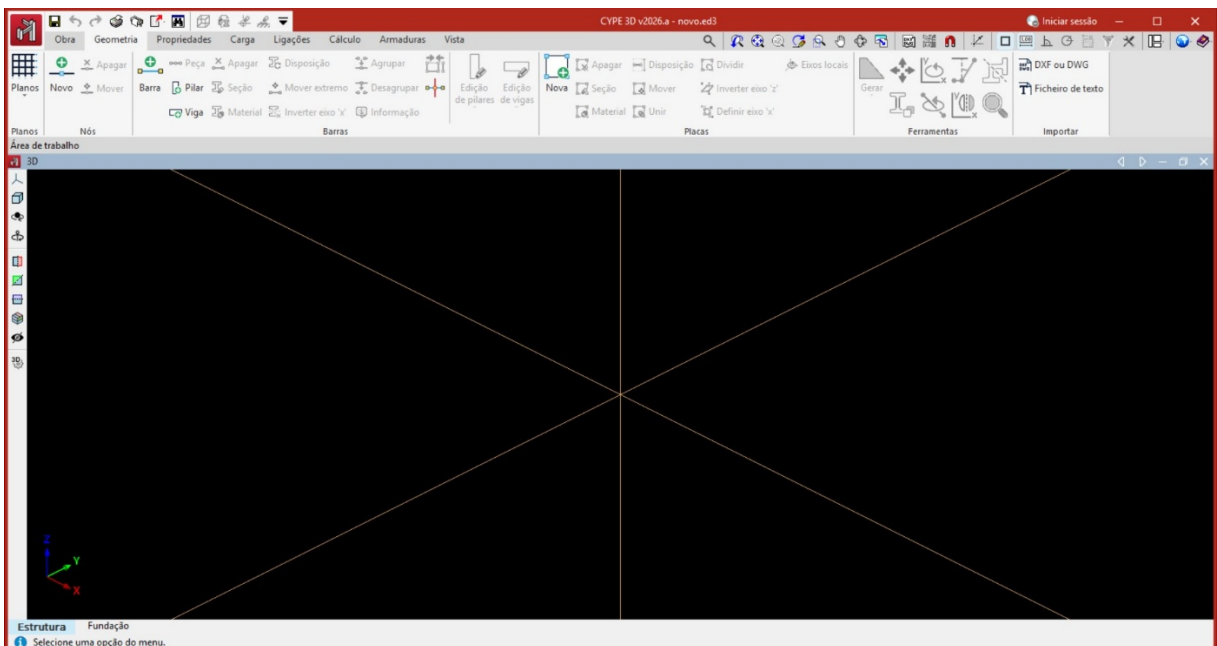 CYPE 3D v2026.a - novo.ed3
Iniciar sessão
Obra Geometria Propriedades Carga Ligações Cálculo Armaduras Vista
Planos
Novo
Apagar
Mover
Barra
Peça Apagar Disposição Agrupar
Pilar Seção Mover extremo Desagrupar
Viga Material Inverter eixo 'x' Informação
Edição de pilares
Edição de vigas
Nova
Apagar Disposição Dividir Eixos locais
Seção Mover Inverter eixo 'z'
Material Unir Definir eixo 'x'
Gerar
DXF ou DWG
Ficheiro de texto
Planos Nós Barras Placas Ferramentas Importar
Área de trabalho
3D
3D
Z
Y
X
Estrutura Fundação
Selecione uma opção do menu.